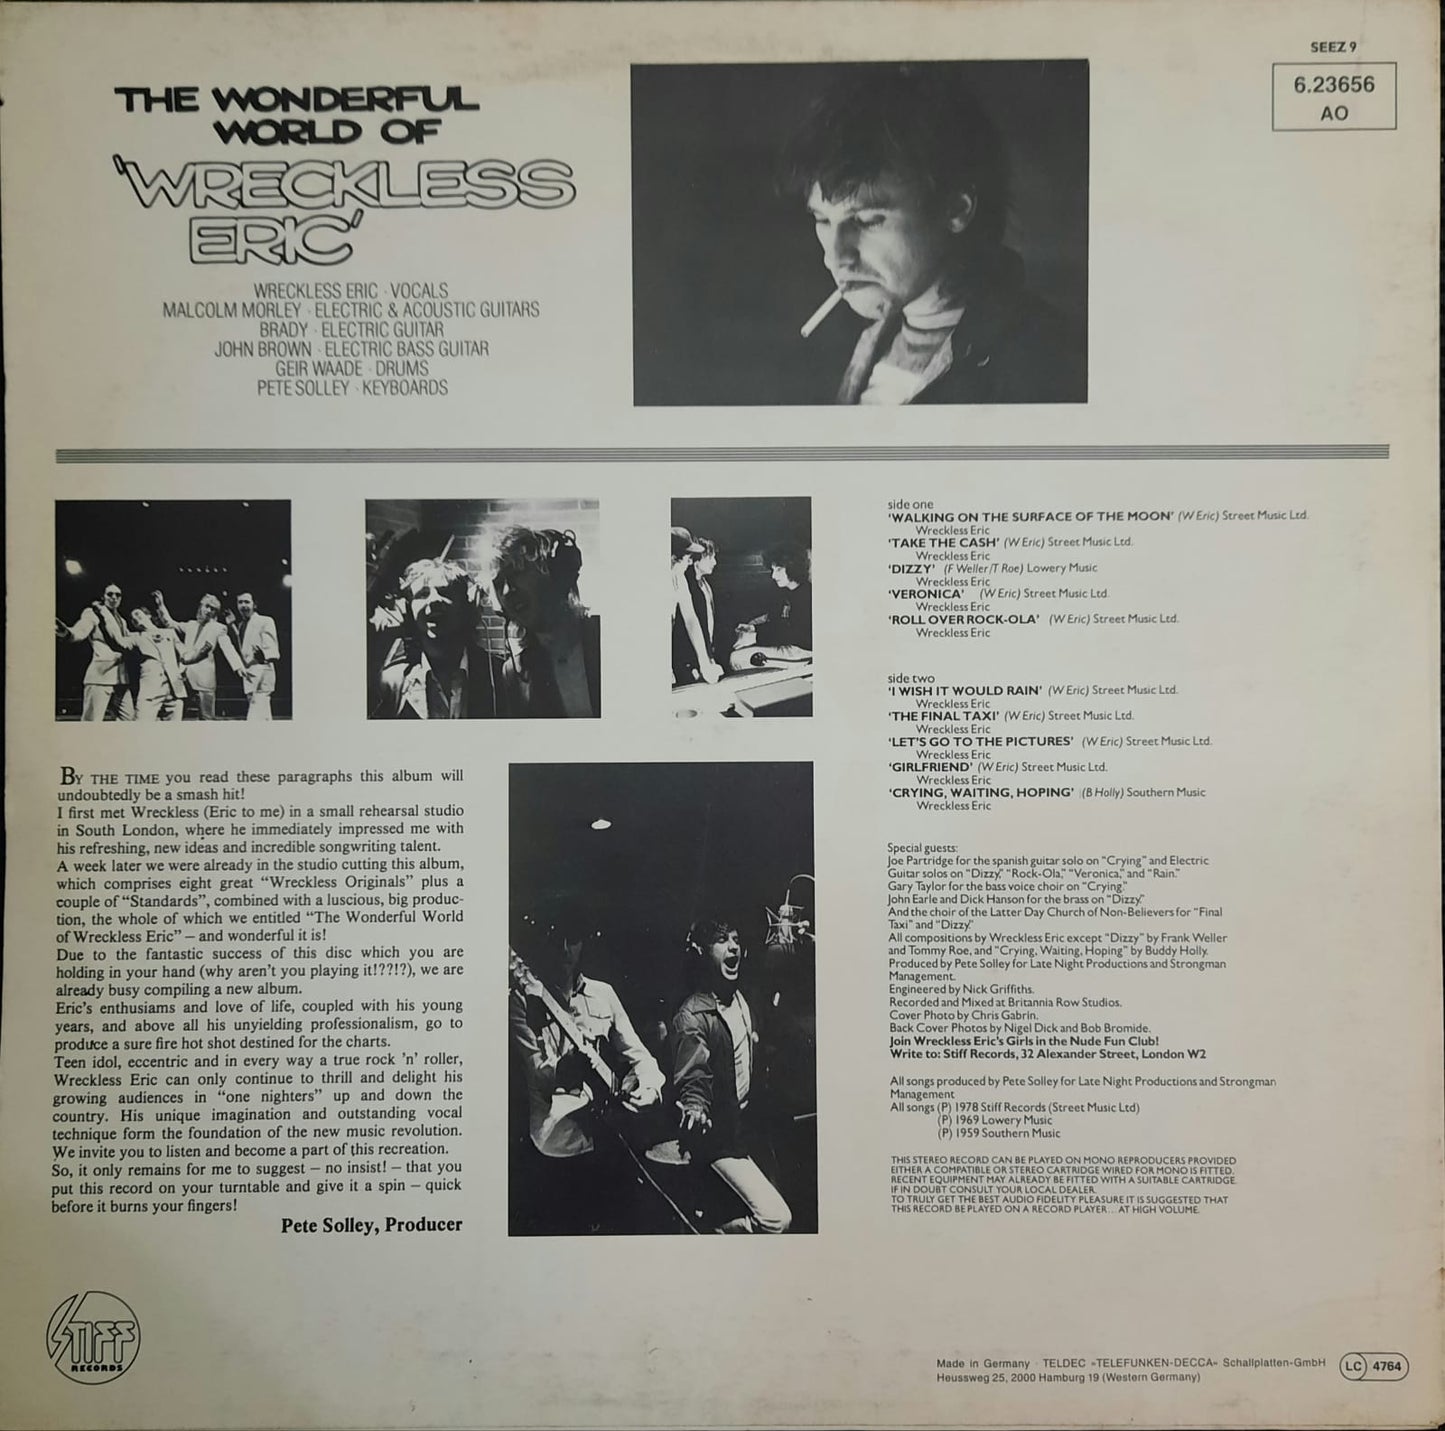 SEEZ 9
6.23656
AO
THE WONDERFUL
WORLD OF
'WRECKLESS
ERIC'
WRECKLESS ERIC · VOCALS
MALCOLM MORLEY · ELECTRIC & ACOUSTIC GUITARS
BRADY · ELECTRIC GUITAR
JOHN BROWN · ELECTRIC BASS GUITAR
GEIR WAADE · DRUMS
PETE SOLLEY · KEYBOARDS
BY THE TIME you read these paragraphs this album will
undoubtedly be a smash hit!
I first met Wreckless (Eric to me) in a small rehearsal studio
in South London, where he immediately impressed me with
his refreshing, new ideas and incredible songwriting talent.
A week later we were already in the studio cutting this album,
which comprises eight great "Wreckless Originals" plus a
couple of "Standards", combined with a luscious, big produc-
tion, the whole of which we entitled "The Wonderful World
of Wreckless Eric" – and wonderful it is!
Due to the fantastic success of this disc which you are
holding in your hand (why aren't you playing it!??!?), we are
already busy compiling a new album.
Eric's enthusiams and love of life, coupled with his young
years, and above all his unyielding professionalism, go to
produce a sure fire hot shot destined for the charts.
Teen idol, eccentric and in every way a true rock 'n' roller,
Wreckless Eric can only continue to thrill and delight his
growing audiences in "one nighters" up and down the
country. His unique imagination and outstanding vocal
technique form the foundation of the new music revolution.
We invite you to listen and become a part of this recreation.
So, it only remains for me to suggest – no insist! – that you
put this record on your turntable and give it a spin – quick
before it burns your fingers!
Pete Solley, Producer
side one
'WALKING ON THE SURFACE OF THE MOON' (W Eric) Street Music Ltd.
Wreckless Eric
'TAKE THE CASH' (W Eric) Street Music Ltd.
Wreckless Eric
'DIZZY' (F Weller/T Roe) Lowery Music
Wreckless Eric
'VERONICA' (W Eric) Street Music Ltd.
Wreckless Eric
'ROLL OVER ROCK-OLA' (W Eric) Street Music Ltd.
Wreckless Eric
side two
'I WISH IT WOULD RAIN' (W Eric) Street Music Ltd.
Wreckless Eric
'THE FINAL TAXI' (W Eric) Street Music Ltd.
Wreckless Eric
'LET'S GO TO THE PICTURES' (W Eric) Street Music Ltd.
Wreckless Eric
'GIRLFRIEND' (W Eric) Street Music Ltd.
Wreckless Eric
'CRYING, WAITING, HOPING' (B Holly) Southern Music
Wreckless Eric
Special guests:
Joe Partridge for the spanish guitar solo on "Crying" and Electric
Guitar solos on "Dizzy," "Rock-Ola," "Veronica," and "Rain."
Gary Taylor for the bass voice choir on "Crying."
John Earle and Dick Hanson for the brass on "Dizzy."
And the choir of the Latter Day Church of Non-Believers for "Final
Taxi" and "Dizzy."
All compositions by Wreckless Eric except "Dizzy" by Frank Weller
and Tommy Roe, and "Crying, Waiting, Hoping" by Buddy Holly.
Produced by Pete Solley for Late Night Productions and Strongman
Management.
Engineered by Nick Griffiths.
Recorded and Mixed at Britannia Row Studios.
Cover Photo by Chris Gabrin.
Back Cover Photos by Nigel Dick and Bob Bromide.
Join Wreckless Eric's Girls in the Nude Fun Club!
Write to: Stiff Records, 32 Alexander Street, London W2
All songs produced by Pete Solley for Late Night Productions and Strongman
Management
All songs (P) 1978 Stiff Records (Street Music Ltd)
(P) 1969 Lowery Music
(P) 1959 Southern Music
THIS STEREO RECORD CAN BE PLAYED ON MONO REPRODUCERS PROVIDED
EITHER A COMPATIBLE OR STEREO CARTRIDGE WIRED FOR MONO IS FITTED.
RECENT EQUIPMENT MAY ALREADY BE FITTED WITH A SUITABLE CARTRIDGE.
IF IN DOUBT CONSULT YOUR LOCAL DEALER.
TO TRULY GET THE BEST AUDIO FIDELITY PLEASURE IT IS SUGGESTED THAT
THIS RECORD BE PLAYED ON A RECORD PLAYER... AT HIGH VOLUME.
STIFF
RECORDS
Made in Germany · TELDEC »TELEFUNKEN-DECCA« Schallplatten-GmbH
Heussweg 25, 2000 Hamburg 19 (Western Germany)
LC 4764